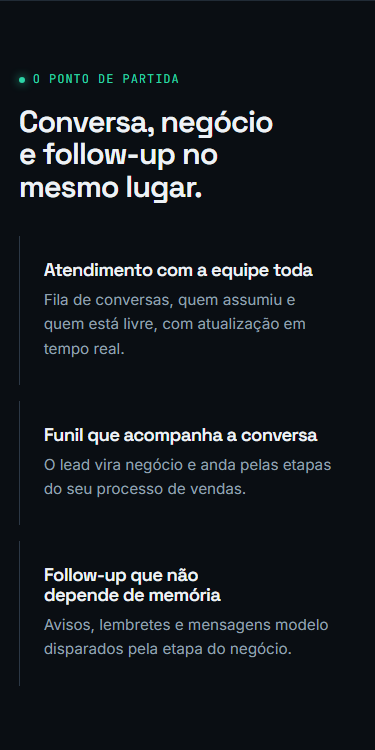 O PONTO DE PARTIDA
Conversa, negócio
e follow-up no
mesmo lugar.
Atendimento com a equipe toda
Fila de conversas, quem assumiu e
quem está livre, com atualização em
tempo real.
Funil que acompanha a conversa
O lead vira negócio e anda pelas etapas
do seu processo de vendas.
Follow-up que não
depende de memória
Avisos, lembretes e mensagens modelo
disparados pela etapa do negócio.